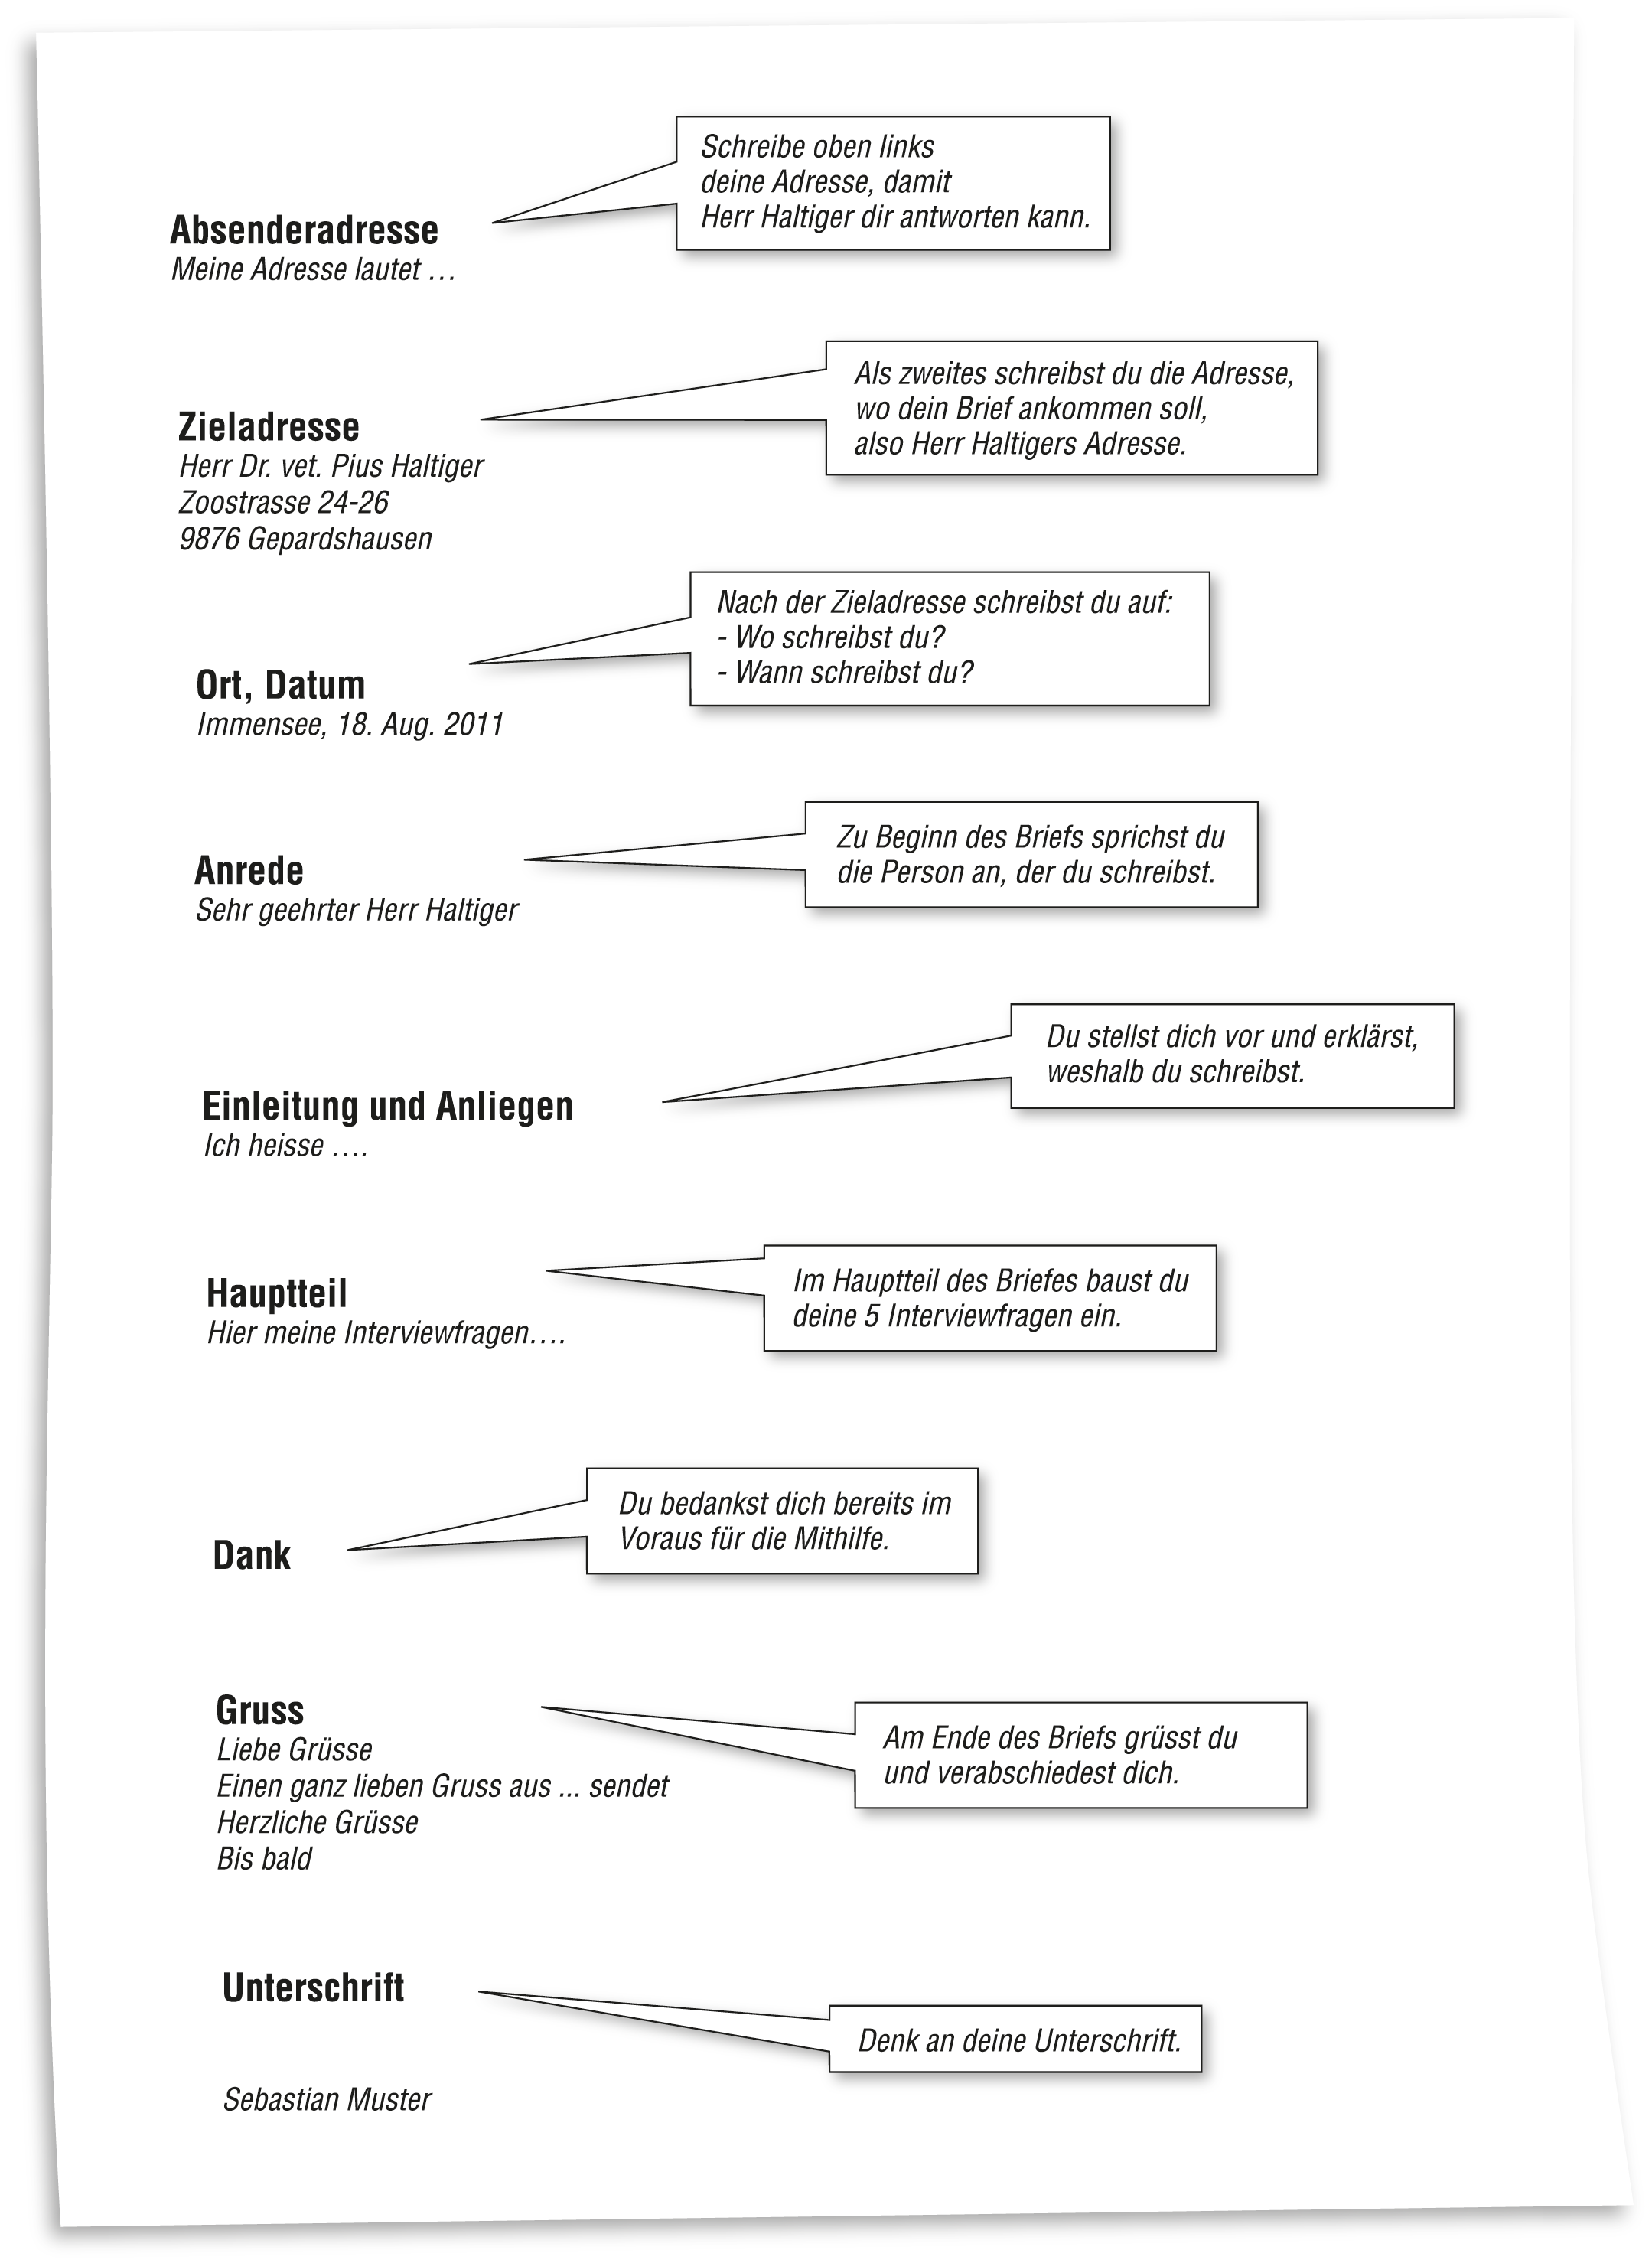 Schreibe oben links
deine Adresse, damit
Herr Haltiger dir antworten kann.
Absenderadresse
Meine Adresse lautet …
Als zweites schreibst du die Adresse,
wo dein Brief ankommen soll,
also Herr Haltigers Adresse.
Zieladresse
Herr Dr. vet. Pius Haltiger
Zoostrasse 24-26
9876 Gepardshausen
Nach der Zieladresse schreibst du auf:
- Wo schreibst du?
- Wann schreibst du?
Ort, Datum
Immensee, 18. Aug. 2011
Zu Beginn des Briefs sprichst du
die Person an, der du schreibst.
Anrede
Sehr geehrter Herr Haltiger
Du stellst dich vor und erklärst,
weshalb du schreibst.
Einleitung und Anliegen
Ich heisse ….
Im Hauptteil des Briefes baust du
deine 5 Interviewfragen ein.
Hauptteil
Hier meine Interviewfragen….
Du bedankst dich bereits im
Voraus für die Mithilfe.
Dank
Gruss
Liebe Grüsse
Einen ganz lieben Gruss aus ... sendet
Herzliche Grüsse
Bis bald
Am Ende des Briefs grüsst du
und verabschiedest dich.
Unterschrift
Denk an deine Unterschrift.
Sebastian Muster